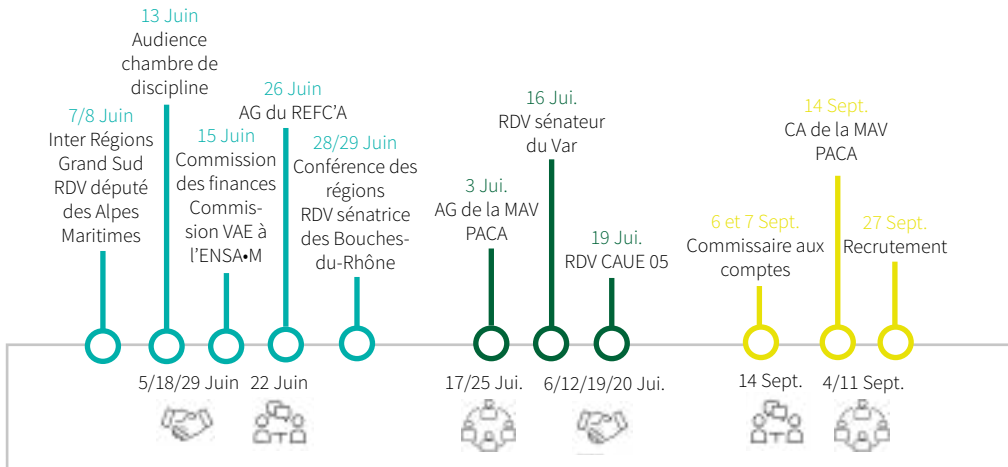 13 Juin
Audience
chambre de
discipline
7/8 Juin
Inter Régions
Grand Sud
RDV député
des Alpes
Maritimes
15 Juin
Commission
des finances
Commis-
sion VAE à
l’ENSA•M
26 Juin
AG du REFC’A
28/29 Juin
Conférence des
régions
RDV sénatrice
des Bouches-
du-Rhône
3 Jui.
AG de la MAV
PACA
16 Jui.
RDV sénateur
du Var
19 Jui.
RDV CAUE 05
6 et 7 Sept.
Commissaire aux
comptes
14 Sept.
CA de la MAV
PACA
27 Sept.
Recrutement
5/18/29 Juin
22 Juin
17/25 Jui.
6/12/19/20 Jui.
14 Sept.
4/11 Sept.